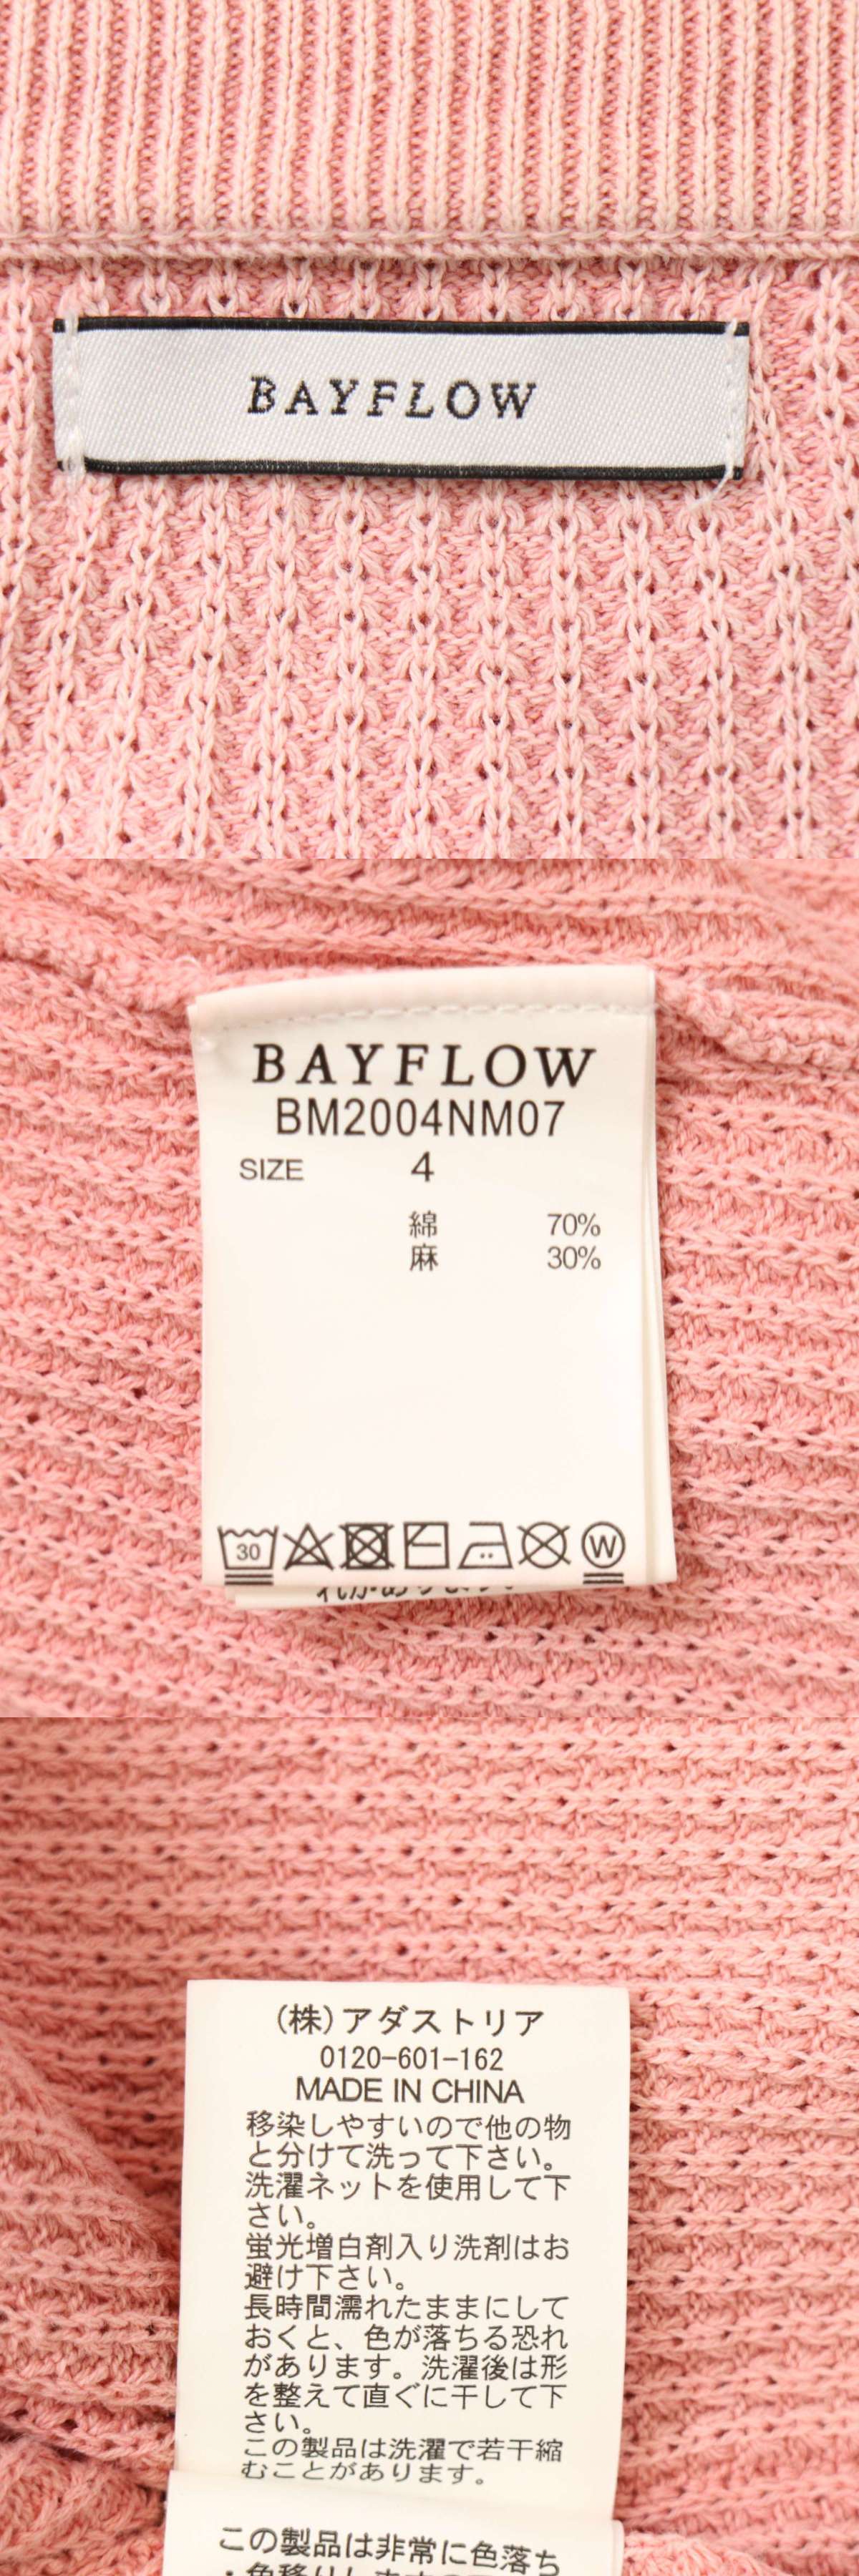 BAYFLOW
BAYFLOW
BM2004NM07
SIZE 4
綿 70%
麻 30%
30
W
(株)アダストリア
0120-601-162
MADE IN CHINA
移染しやすいので他の物
と分けて洗って下さい。
洗濯ネットを使用して下
さい。
蛍光増白剤入り洗剤はお
避け下さい。
長時間濡れたままにして
おくと、色が落ちる恐れ
があります。洗濯後は形
を整えて直ぐに干して下
さい。
この製品は洗濯で若干縮
むことがあります。
この製品は非常に色落ち